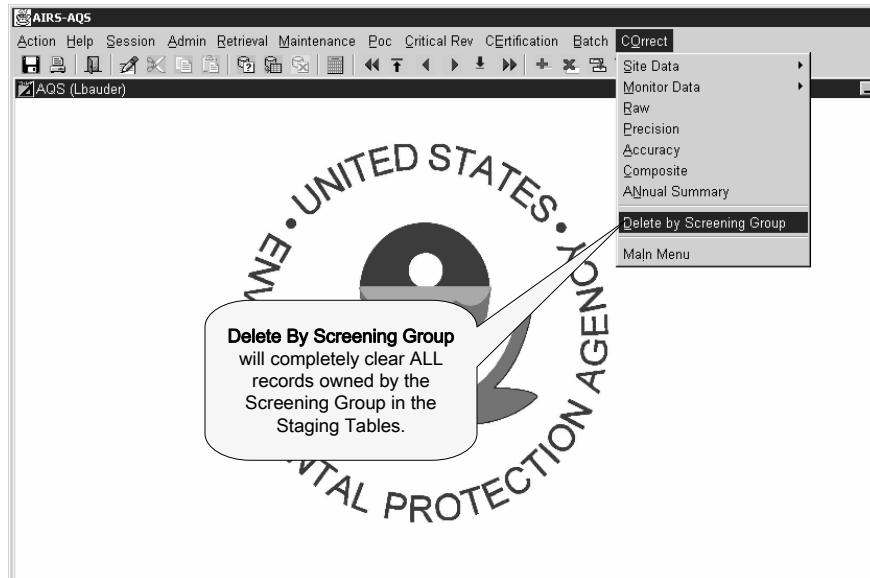 AIRS-AQS
Action Help Session Admin Retrieval Maintenance Poc Critical Rev CErtification Batch COrrect
AQS (Lbauder)
Site Data
Monitor Data
Raw
Precision
Accuracy
Composite
ANnual Summary
Delete by Screening Group
MaIn Menu
• UNITED STATES •
ENV
NTAL PROTECTION AGENCY
Delete By Screening Group
will completely clear ALL
records owned by the
Screening Group in the
Staging Tables.